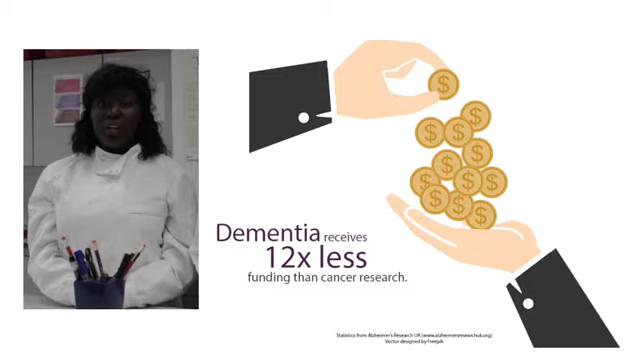 Dementia receives
12x less
funding than cancer research.
Statistics from Alzheimer's Research UK (www.alzheimersresearchuk.org)
Vector designed by Freepik